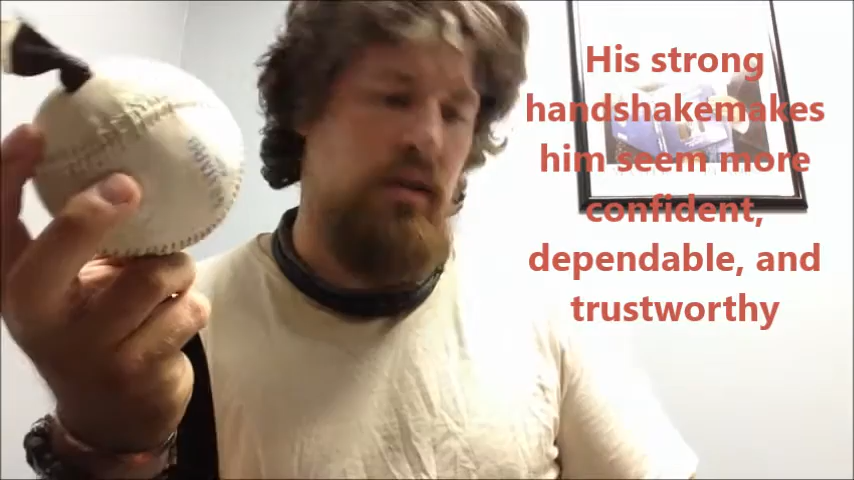 His strong
handshakemakes
him seem more
confident,
dependable, and
trustworthy